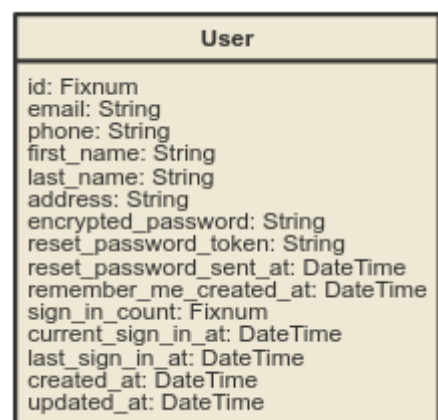 User
id: Fixnum
email: String
phone: String
first_name: String
last_name: String
address: String
encrypted_password: String
reset_password_token: String
reset_password_sent_at: DateTime
remember_me_created_at: DateTime
sign_in_count: Fixnum
current_sign_in_at: DateTime
last_sign_in_at: DateTime
created_at: DateTime
updated_at: DateTime